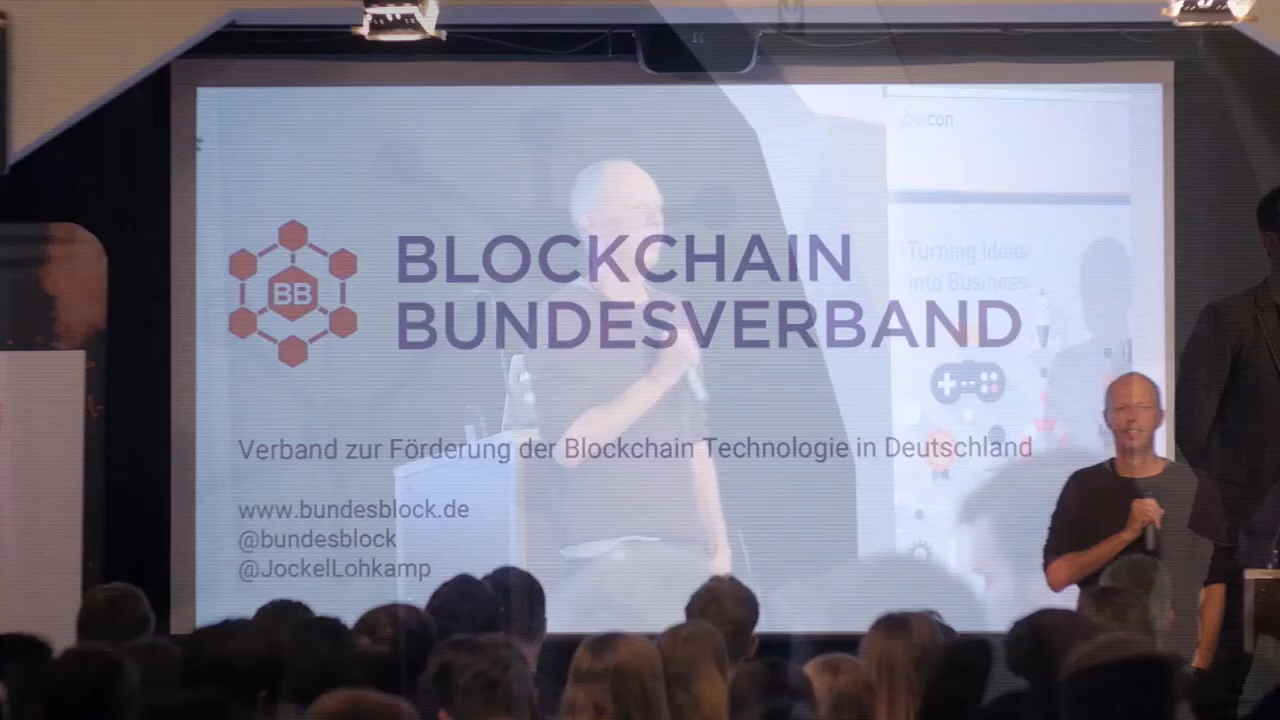 BB
BLOCKCHAIN
BUNDESVERBAND
Verband zur Förderung der Blockchain Technologie in Deutschland
www.bundesblock.de
@bundesblock
@JockelLohkamp
con
Turning Ideas
into Business